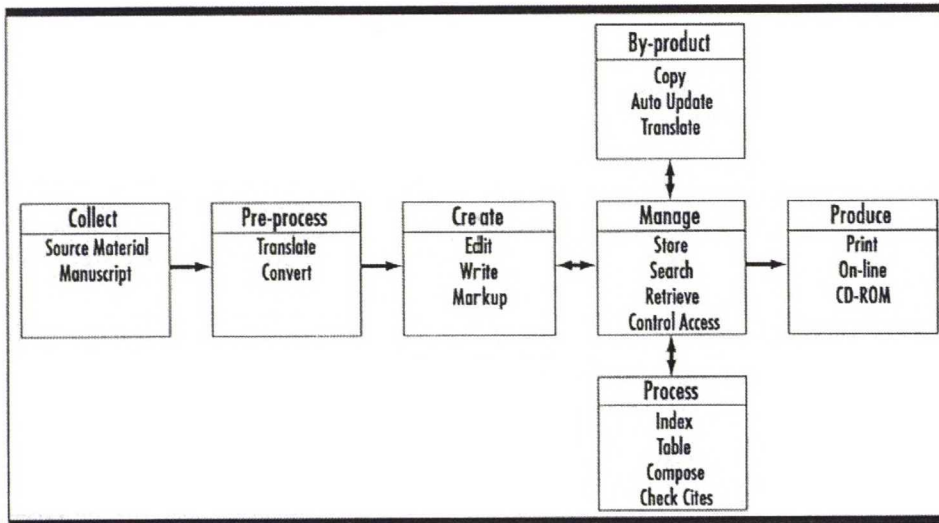 By-product
Copy
Auto Update
Translate
Collect
Source Material
Manuscript
Pre-process
Translate
Convert
Create
Edit
Write
Markup
Manage
Store
Search
Retrieve
Control Access
Produce
Print
On-line
CD-ROM
Process
Index
Table
Compose
Check Cites